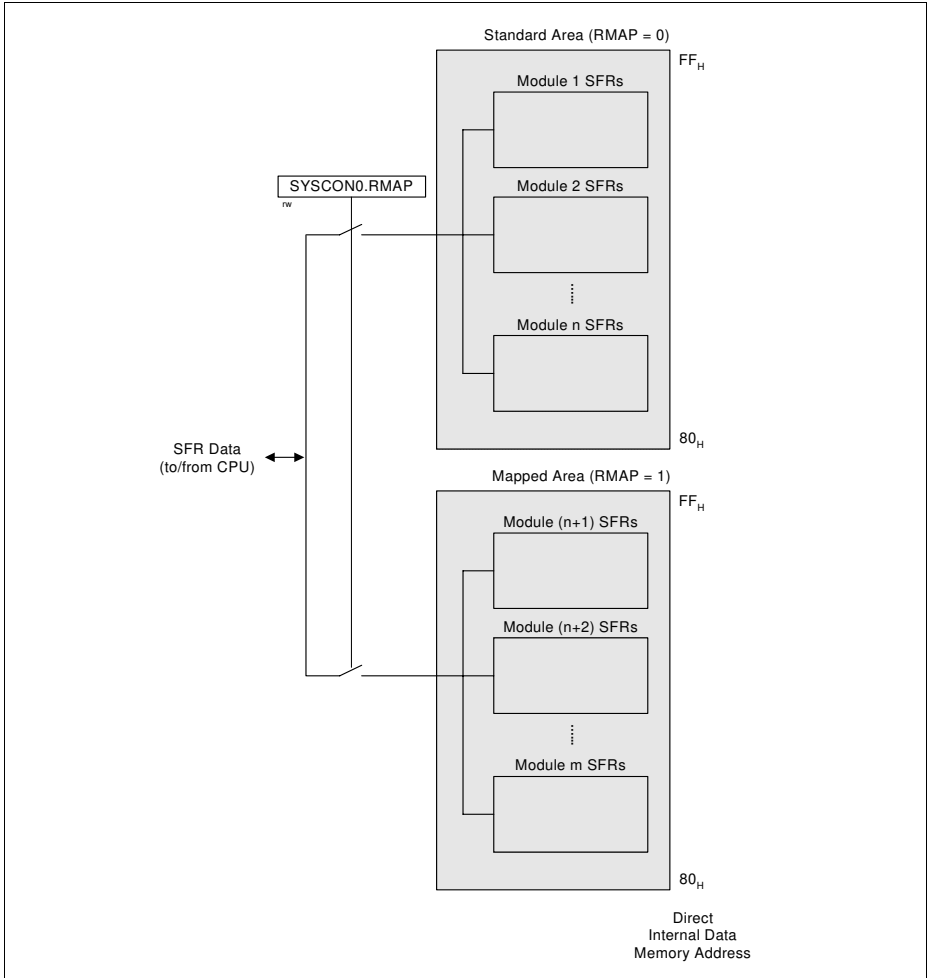 Standard Area (RMAP = 0)
FFH
Module 1 SFRs
SYSCON0.RMAP
rw
Module 2 SFRs
Module n SFRs
80H
SFR Data
(to/from CPU)
Mapped Area (RMAP = 1)
FFH
Module (n+1) SFRs
Module (n+2) SFRs
Module m SFRs
80H
Direct
Internal Data
Memory Address